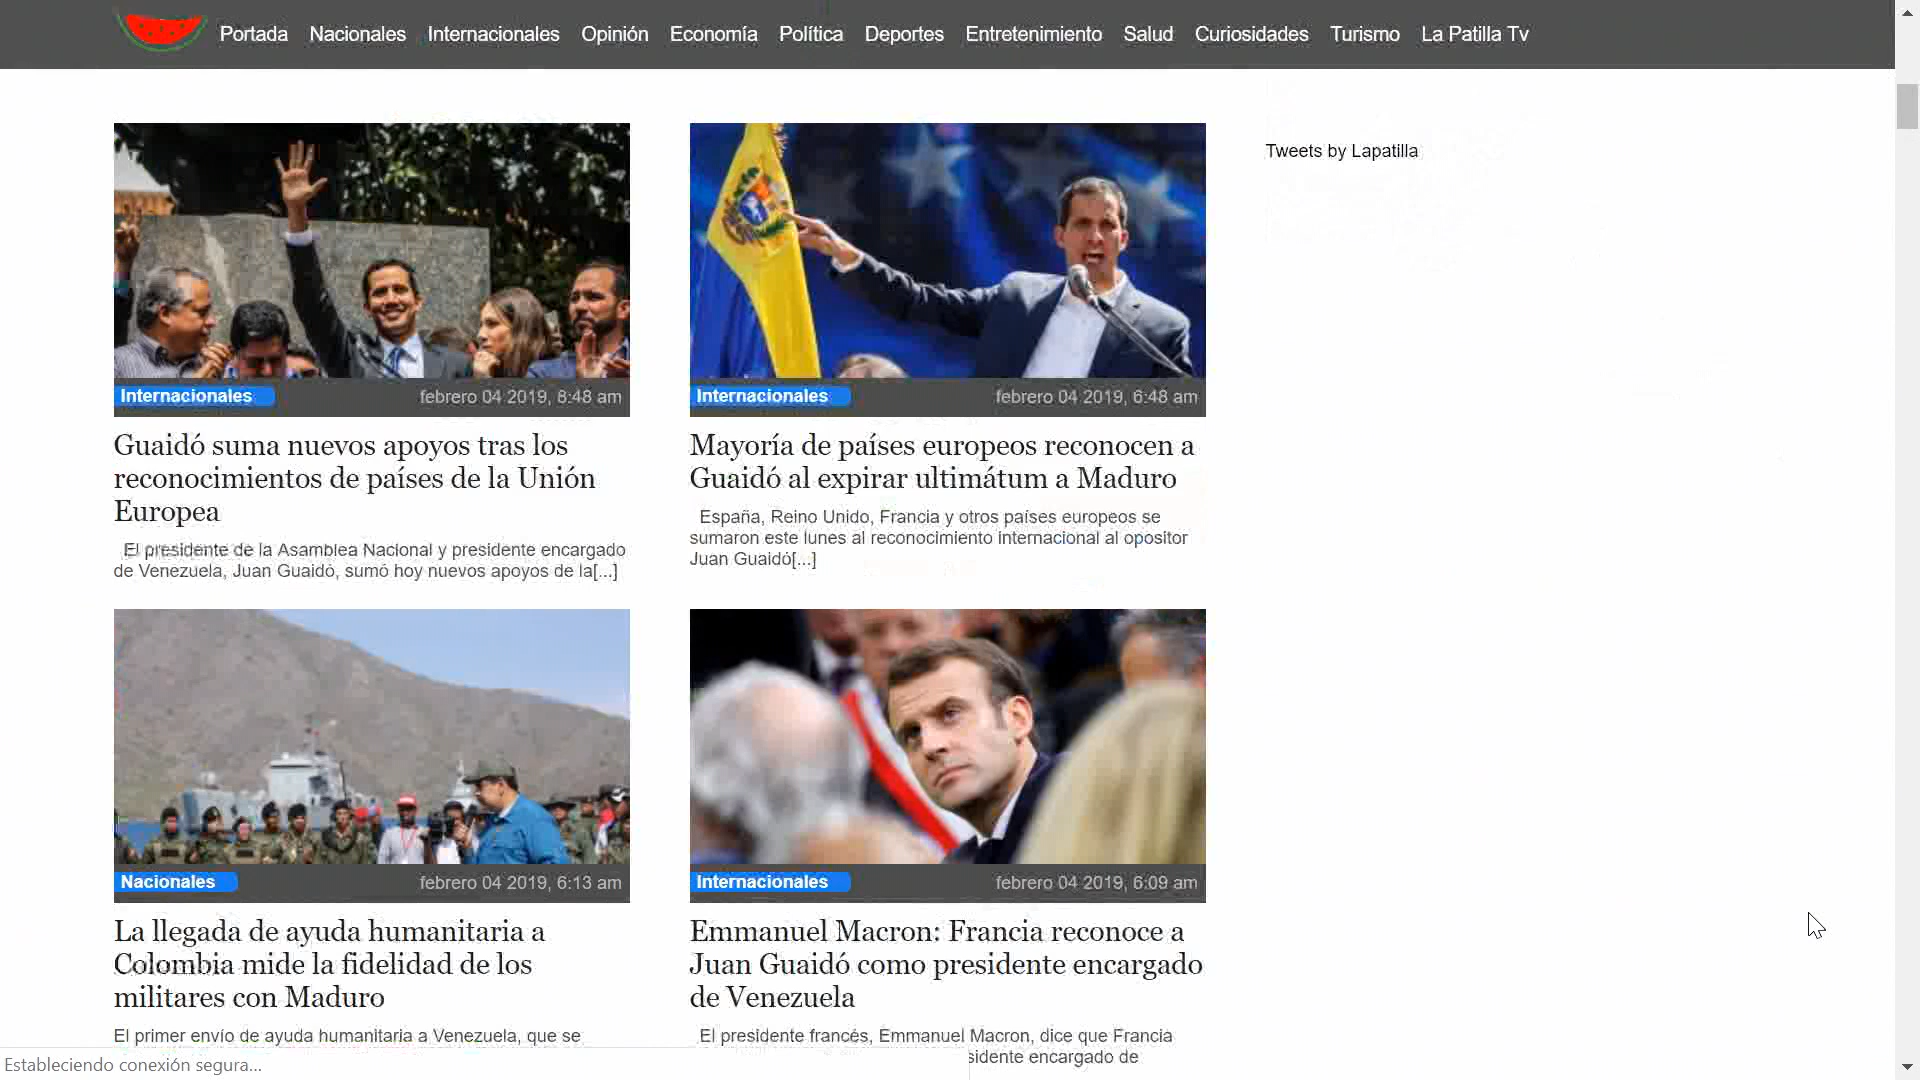 Portada Nacionales Internacionales Opinión Economía Política Deportes Entretenimiento Salud Curiosidades Turismo La Patilla Tv
Tweets by Lapatilla
Internacionales febrero 04 2019, 8:48 am
Guaidó suma nuevos apoyos tras los
reconocimientos de países de la Unión
Europea
El presidente de la Asamblea Nacional y presidente encargado
de Venezuela, Juan Guaidó, sumó hoy nuevos apoyos de la[...]
Internacionales febrero 04 2019, 6:48 am
Mayoría de países europeos reconocen a
Guaidó al expirar ultimátum a Maduro
España, Reino Unido, Francia y otros países europeos se
sumaron este lunes al reconocimiento internacional al opositor
Juan Guaidó[...]
Nacionales febrero 04 2019, 6:13 am
La llegada de ayuda humanitaria a
Colombia mide la fidelidad de los
militares con Maduro
El primer envío de ayuda humanitaria a Venezuela, que se
Internacionales febrero 04 2019, 6:09 am
Emmanuel Macron: Francia reconoce a
Juan Guaidó como presidente encargado
de Venezuela
El presidente francés, Emmanuel Macron, dice que Francia
sidente encargado de
Estableciendo conexión segura...